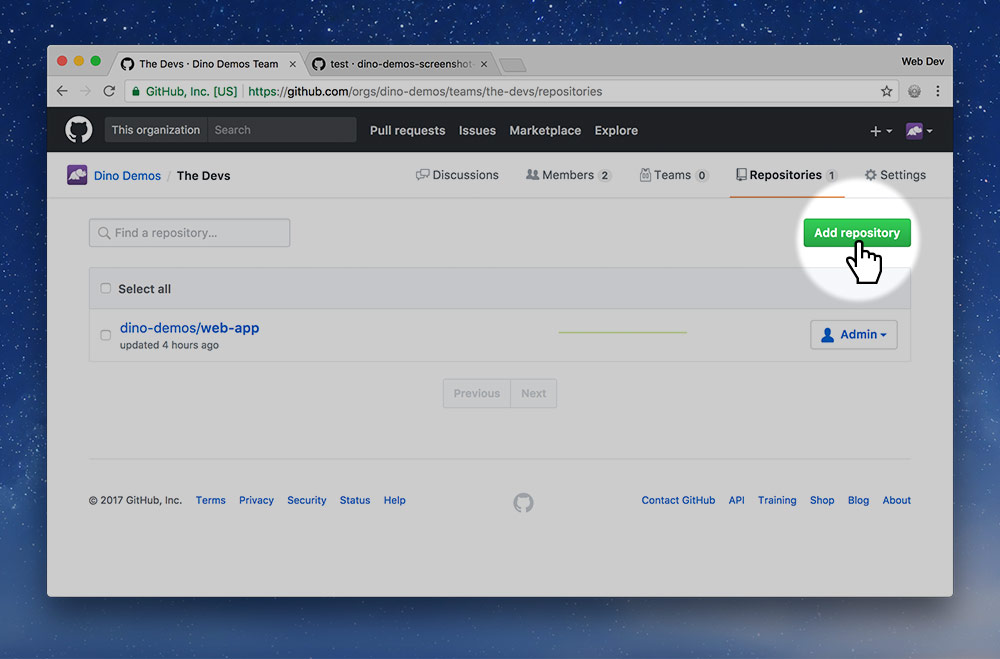 The Devs · Dino Demos Team
test · dino-demos-screenshot
Web Dev
GitHub, Inc. [US]
https://github.com/orgs/dino-demos/teams/the-devs/repositories
This organization
Search
Pull requests
Issues
Marketplace
Explore
Dino Demos / The Devs
Discussions
Members 2
Teams 0
Repositories 1
Settings
Find a repository...
Add repository
Select all
dino-demos/web-app
updated 4 hours ago
Admin
Previous
Next
© 2017 GitHub, Inc.
Terms
Privacy
Security
Status
Help
Contact GitHub
API
Training
Shop
Blog
About